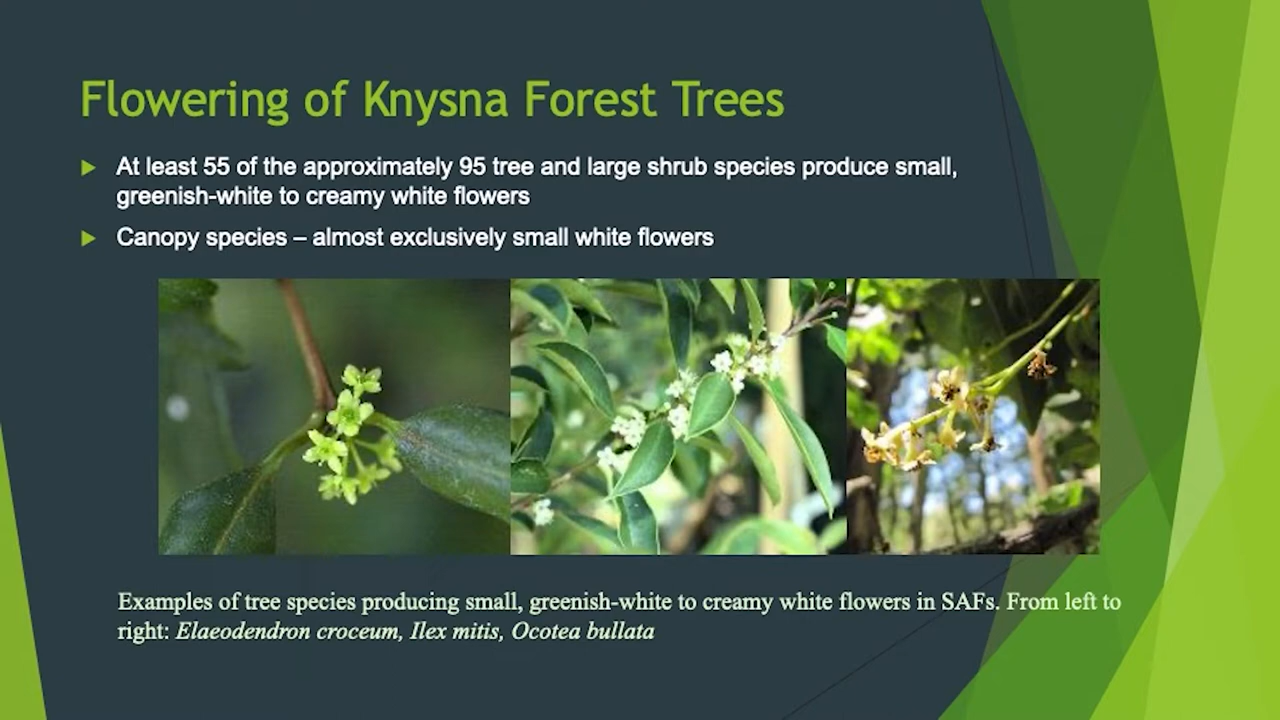 Flowering of Knysna Forest Trees
At least 55 of the approximately 95 tree and large shrub species produce small,
greenish-white to creamy white flowers
Canopy species – almost exclusively small white flowers
Examples of tree species producing small, greenish-white to creamy white flowers in SAFs. From left to
right: Elaeodendron croceum, Ilex mitis, Ocotea bullata